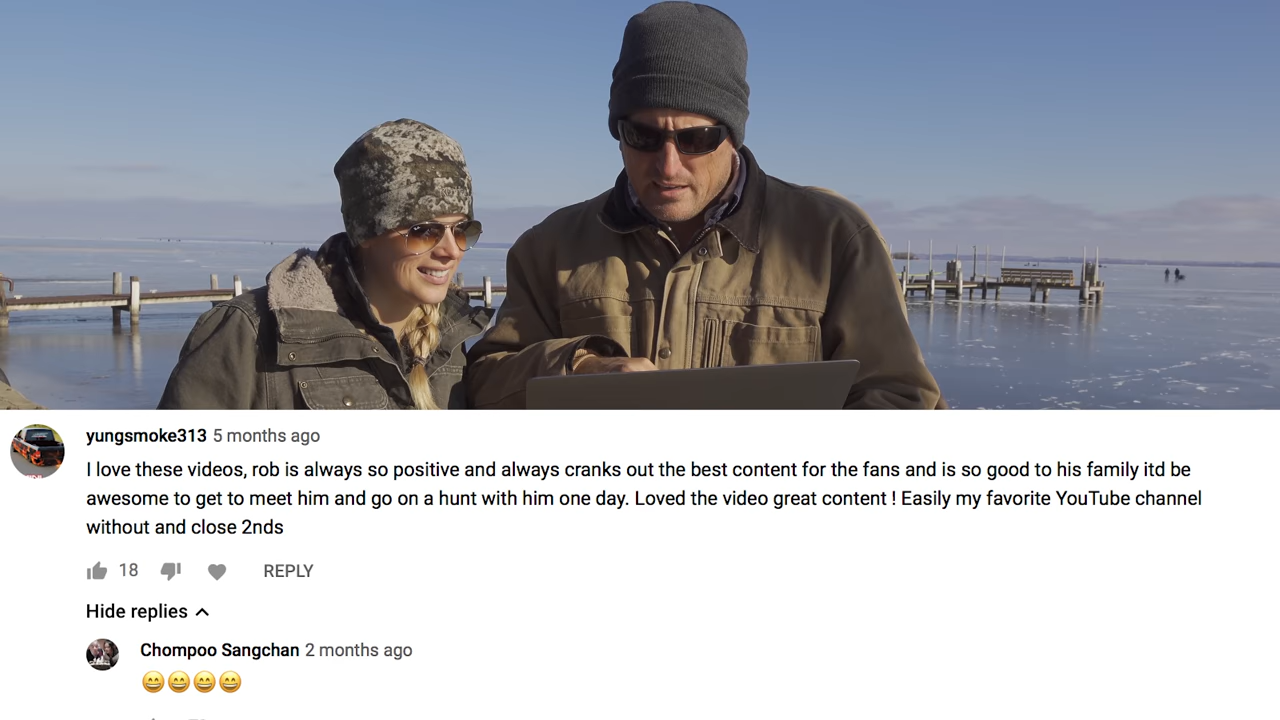 yungsmoke313 5 months ago
I love these videos, rob is always so positive and always cranks out the best content for the fans and is so good to his family itd be
awesome to get to meet him and go on a hunt with him one day. Loved the video great content ! Easily my favorite YouTube channel
without and close 2nds
18 REPLY
Hide replies
Chompoo Sangchan 2 months ago
😄😄😄😄